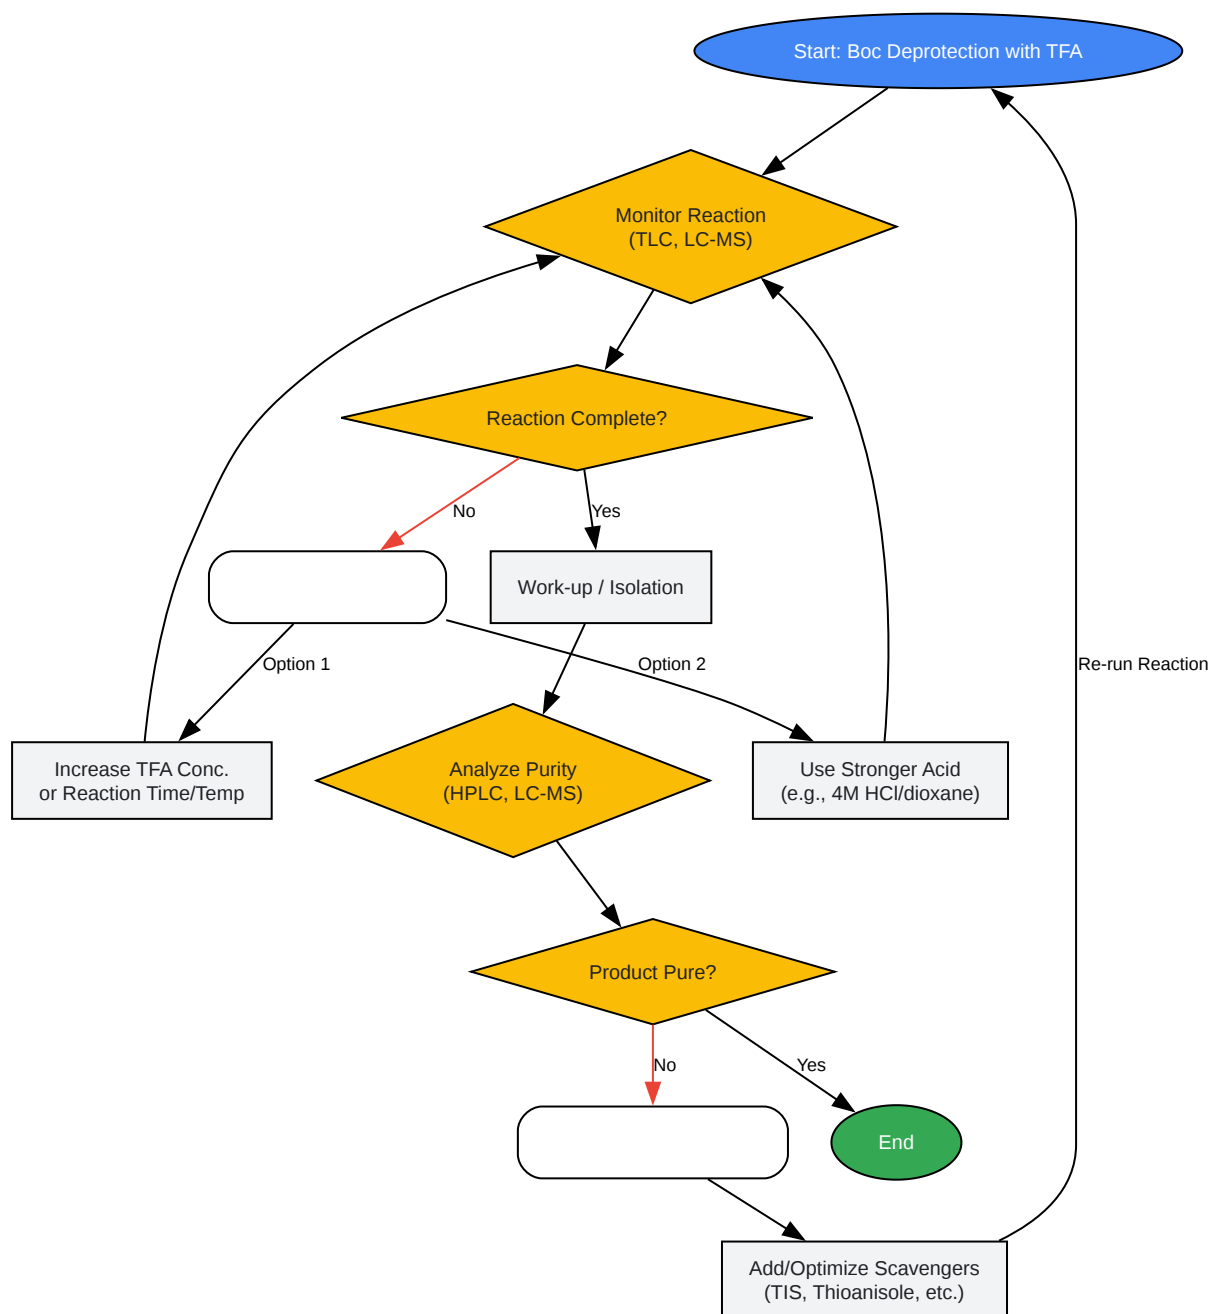 Start: Boc Deprotection with TFA
Monitor Reaction
(TLC, LC-MS)
Reaction Complete?
No
Yes
Work-up / Isolation
Option 1
Option 2
Re-run Reaction
Increase TFA Conc.
or Reaction Time/Temp
Analyze Purity
(HPLC, LC-MS)
Use Stronger Acid
(e.g., 4M HCl/dioxane)
Product Pure?
No
Yes
End
Add/Optimize Scavengers
(TIS, Thioanisole, etc.)